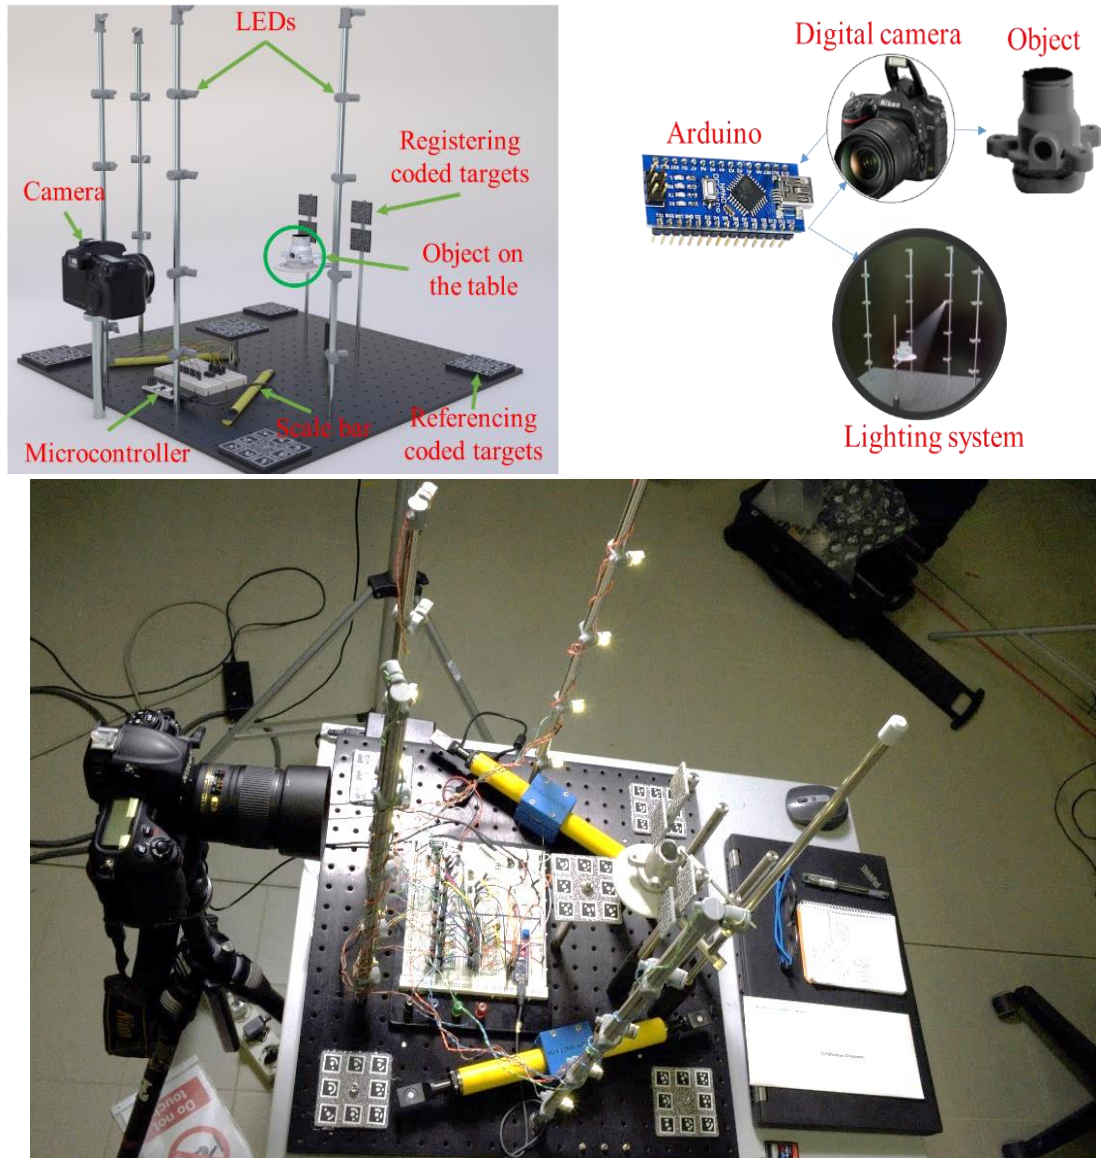 LEDs
Registering
coded targets
Camera
Object on
the table
Microcontroller
Scale bar
Referencing
coded targets
Digital camera
Object
Arduino
Nikon
Lighting system
Do not
touch